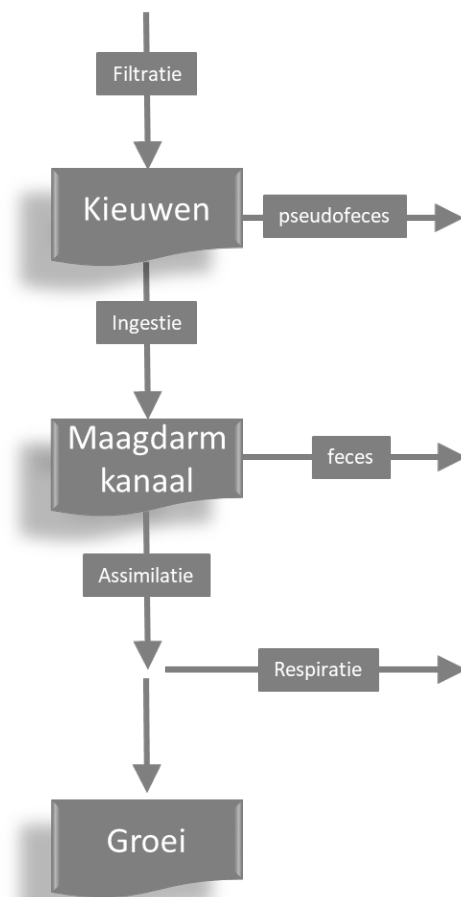 Filtratie
Kieuwen
pseudofeces
Ingestie
Maagdarm
kanaal
feces
Assimilatie
Respiratie
Groei